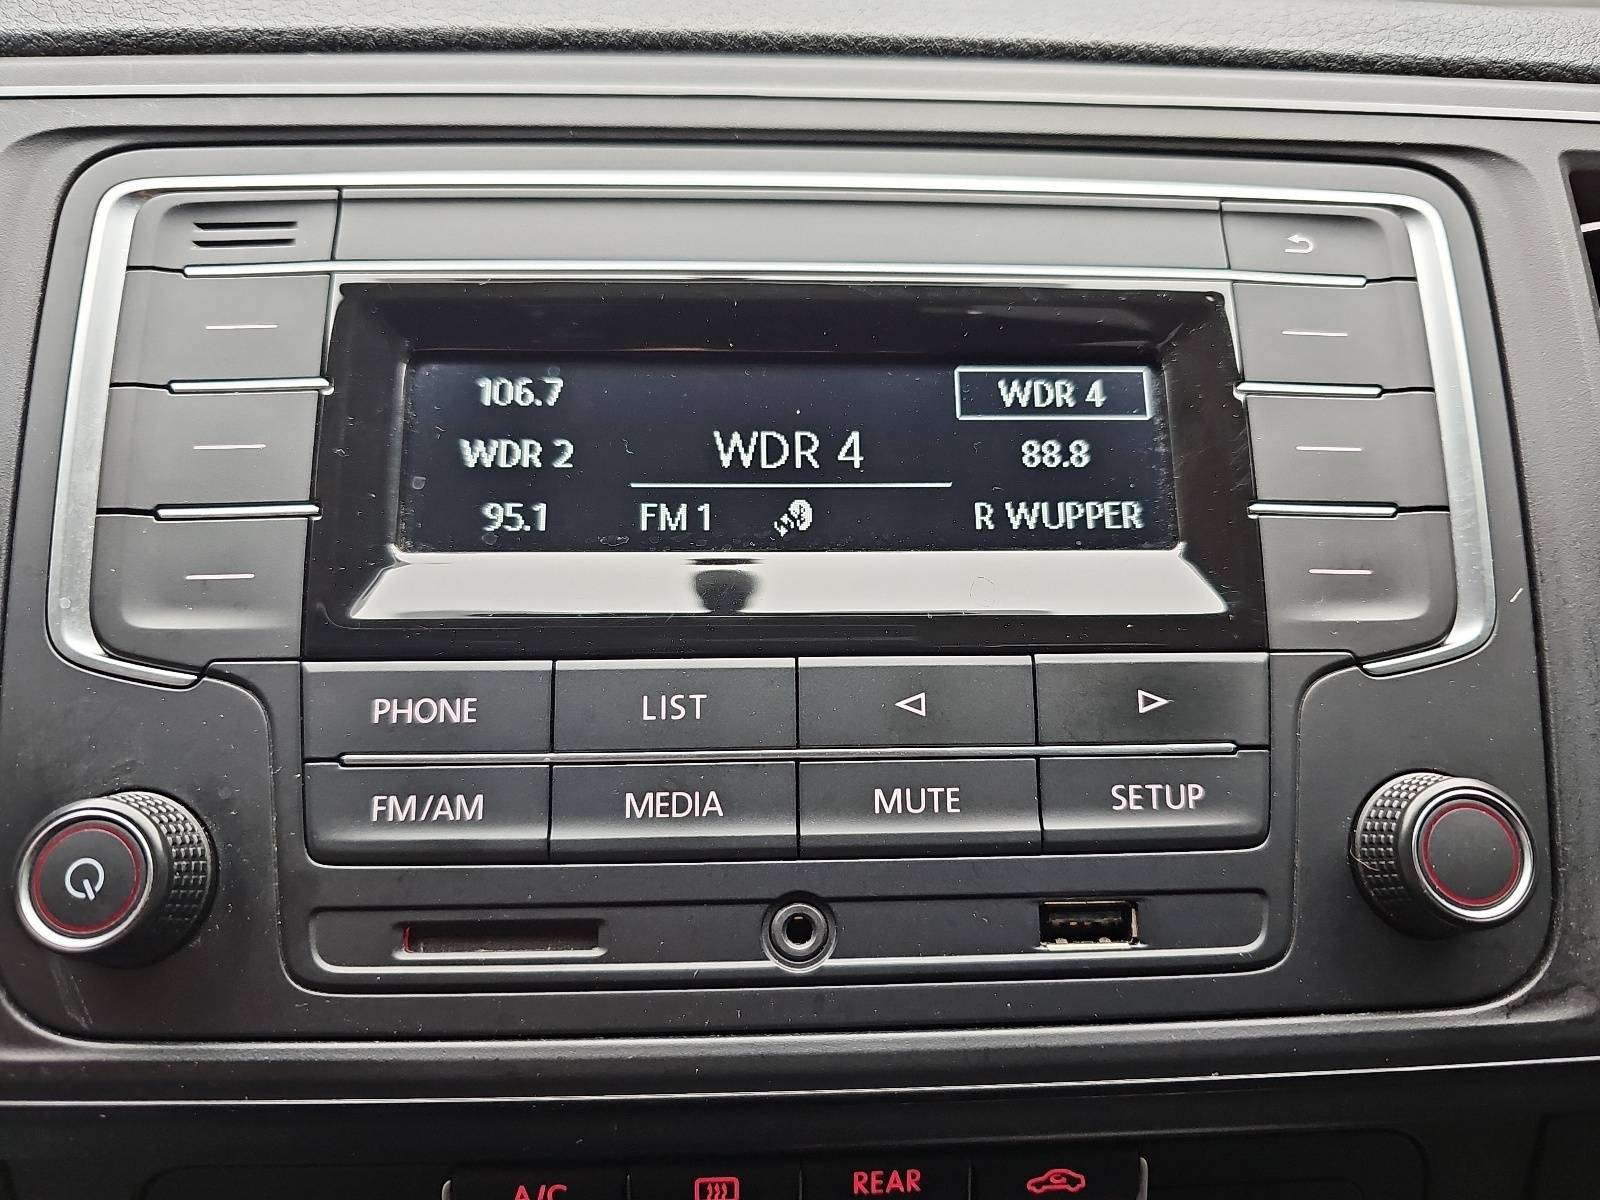 106.7
WDR 4
WDR 2
WDR 4
88.8
95.1
FM 1
R WUPPER
PHONE
LIST
FM/AM
MEDIA
MUTE
SETUP
A/C
REAR